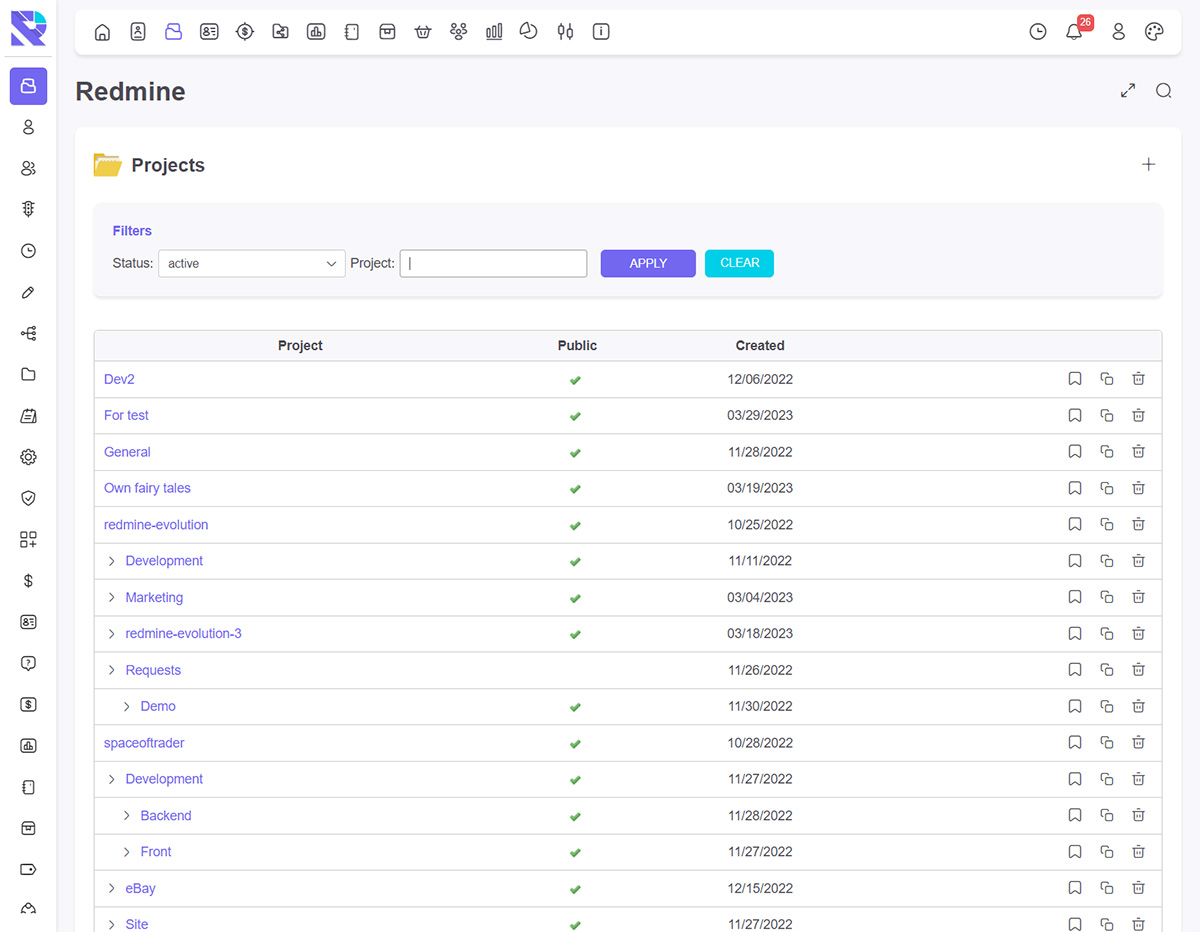 26
Redmine
Projects
Filters
Status: active Project: APPLY CLEAR
Project Public Created
Dev2 12/06/2022
For test 03/29/2023
General 11/28/2022
Own fairy tales 03/19/2023
redmine-evolution 10/25/2022
Development 11/11/2022
Marketing 03/04/2023
redmine-evolution-3 03/18/2023
Requests 11/26/2022
Demo 11/30/2022
spaceoftrader 10/28/2022
Development 11/27/2022
Backend 11/28/2022
Front 11/27/2022
eBay 12/15/2022
Site 11/27/2022